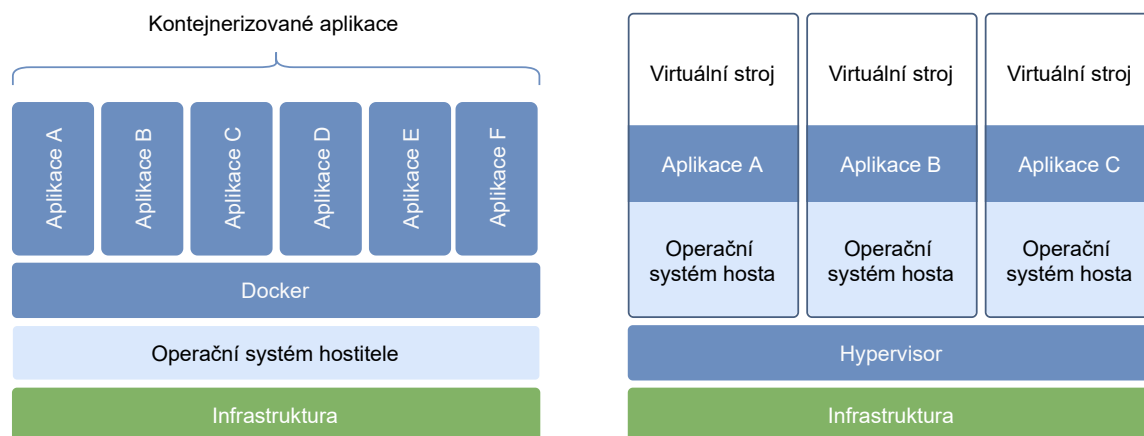 Kontejnerizované aplikace
Aplikace A
Aplikace B
Aplikace C
Aplikace D
Aplikace E
Aplikace F
Docker
Operační systém hostitele
Infrastruktura
Virtuální stroj
Aplikace A
Operační
systém hosta
Virtuální stroj
Aplikace B
Operační
systém hosta
Virtuální stroj
Aplikace C
Operační
systém hosta
Hypervisor
Infrastruktura